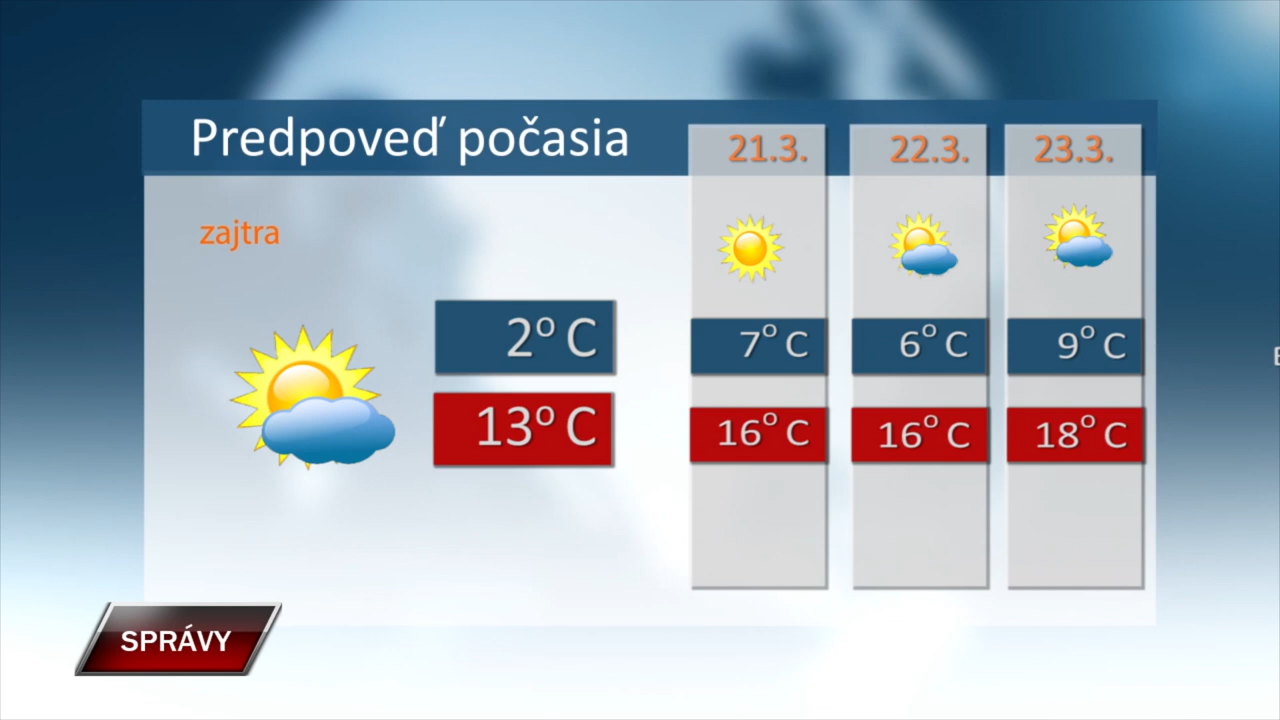 Predpoveď počasia
zajtra
2° C
13° C
21.3.
7° C
16° C
22.3.
6° C
16° C
23.3.
9° C
18° C
SPRÁVY